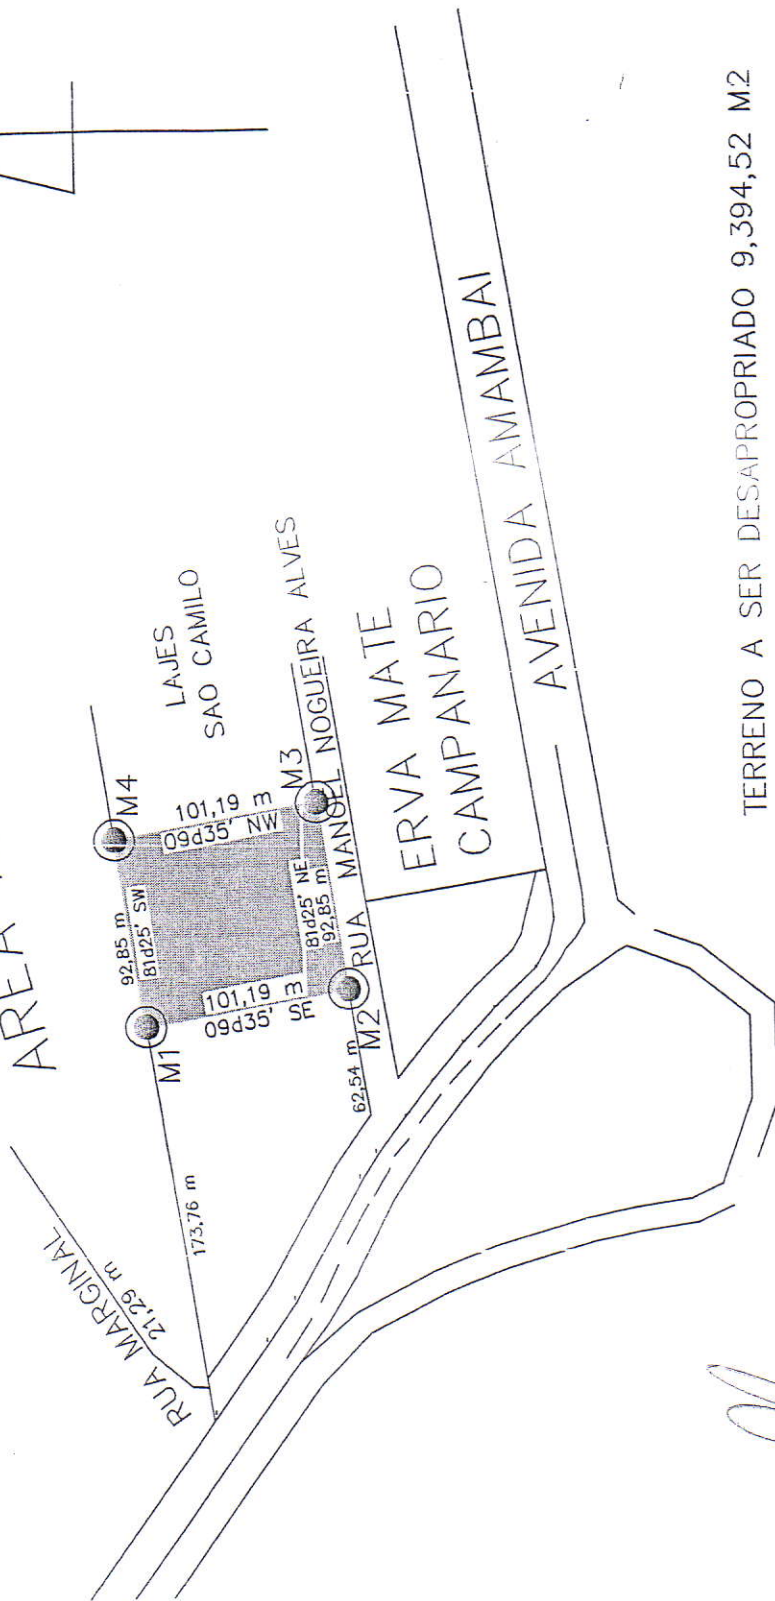 AREA
RUA MARGINAL
21,29 m
173,76 m
M1
92,85 m
81d25' SW
M4
LAJES
SAO CAMILO
101,19 m
09d35' NW
101,19 m
09d35' SE
M3
81d25' NE
92,85 m
M2
62,54 m
RUA MANOEL NOGUEIRA ALVES
ERVA MATE
CAMPANARIO
AVENIDA AMAMBAI
TERRENO A SER DESAPROPRIADO 9,394,52 M2